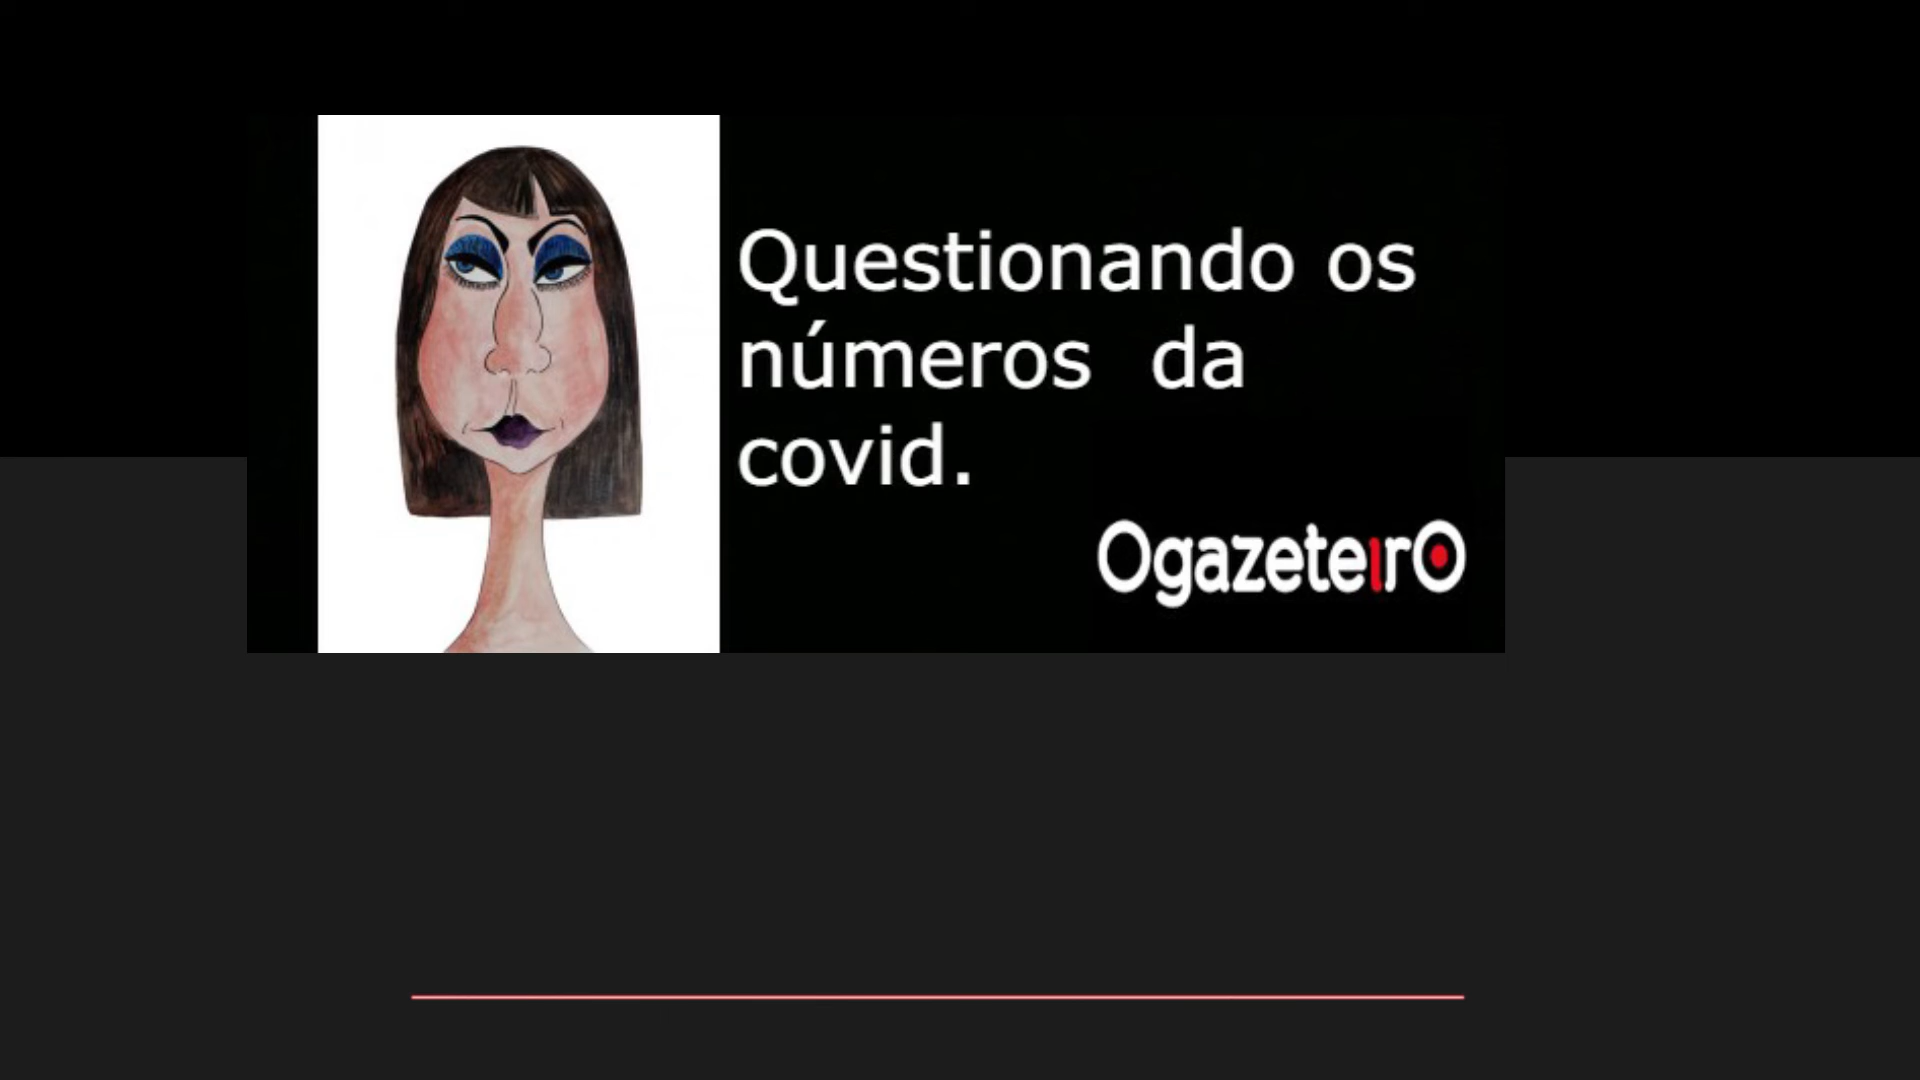 Questionando os
números da
covid.
OgazeteirO